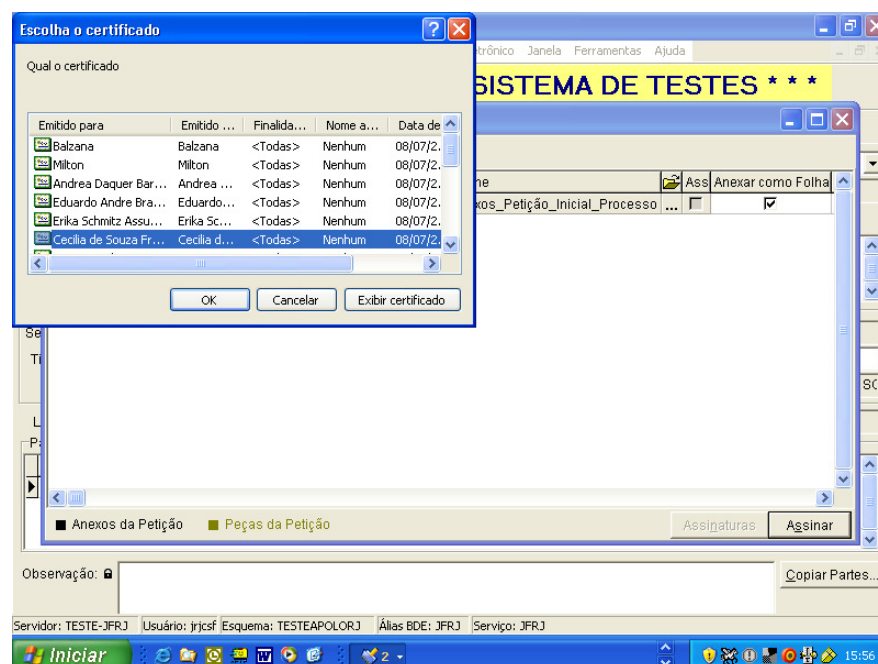 Escolha o certificado
trônico Janela Ferramentas Ajuda
Qual o certificado
SISTEMA DE TESTES * * *
Emitido para Emitido ... Finalida... Nome a... Data de
Balzana Balzana <Todas> Nenhum 08/07/2.
Milton Milton <Todas> Nenhum 08/07/2.
Andrea Daquer Bar... Andrea ... <Todas> Nenhum 08/07/2.
Eduardo Andre Bra... Eduardo... <Todas> Nenhum 08/07/2.
Erika Schmitz Assu... Erika Sc... <Todas> Nenhum 08/07/2.
Cecilia de Souza Fr... Cecilia d... <Todas> Nenhum 08/07/2.
OK Cancelar Exibir certificado
me Ass Anexar como Folha
xos_Petição_Inicial_Processo ...
Se
Ti
SC
L
Pa
Anexos da Petição Peças da Petição
Assinaturas Assinar
Observação:
Copiar Partes...
Servidor: TESTE-JFRJ Usuário: jrjcsf Esquema: TESTEAPOLORJ Álias BDE: JFRJ Serviço: JFRJ
Iniciar 2 15:56